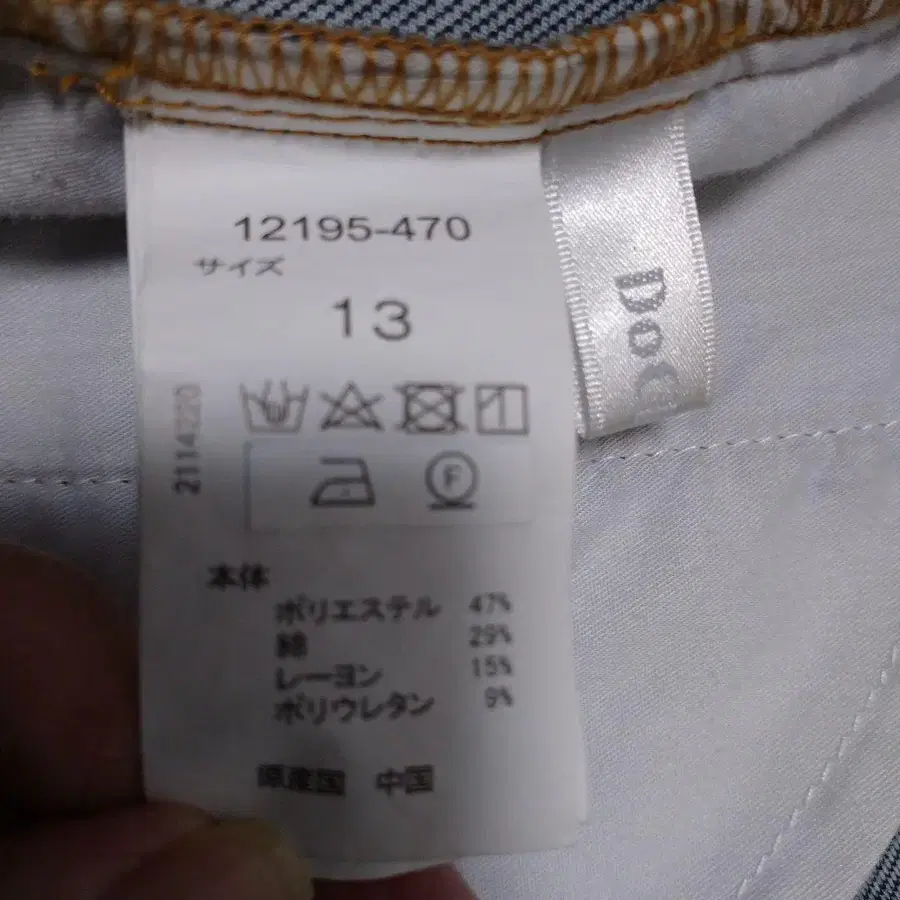 12195-470
サイズ
13
2114220
F
本体
ポリエステル 47%
綿 29%
レーヨン 15%
ポリウレタン 9%
原産国 中国